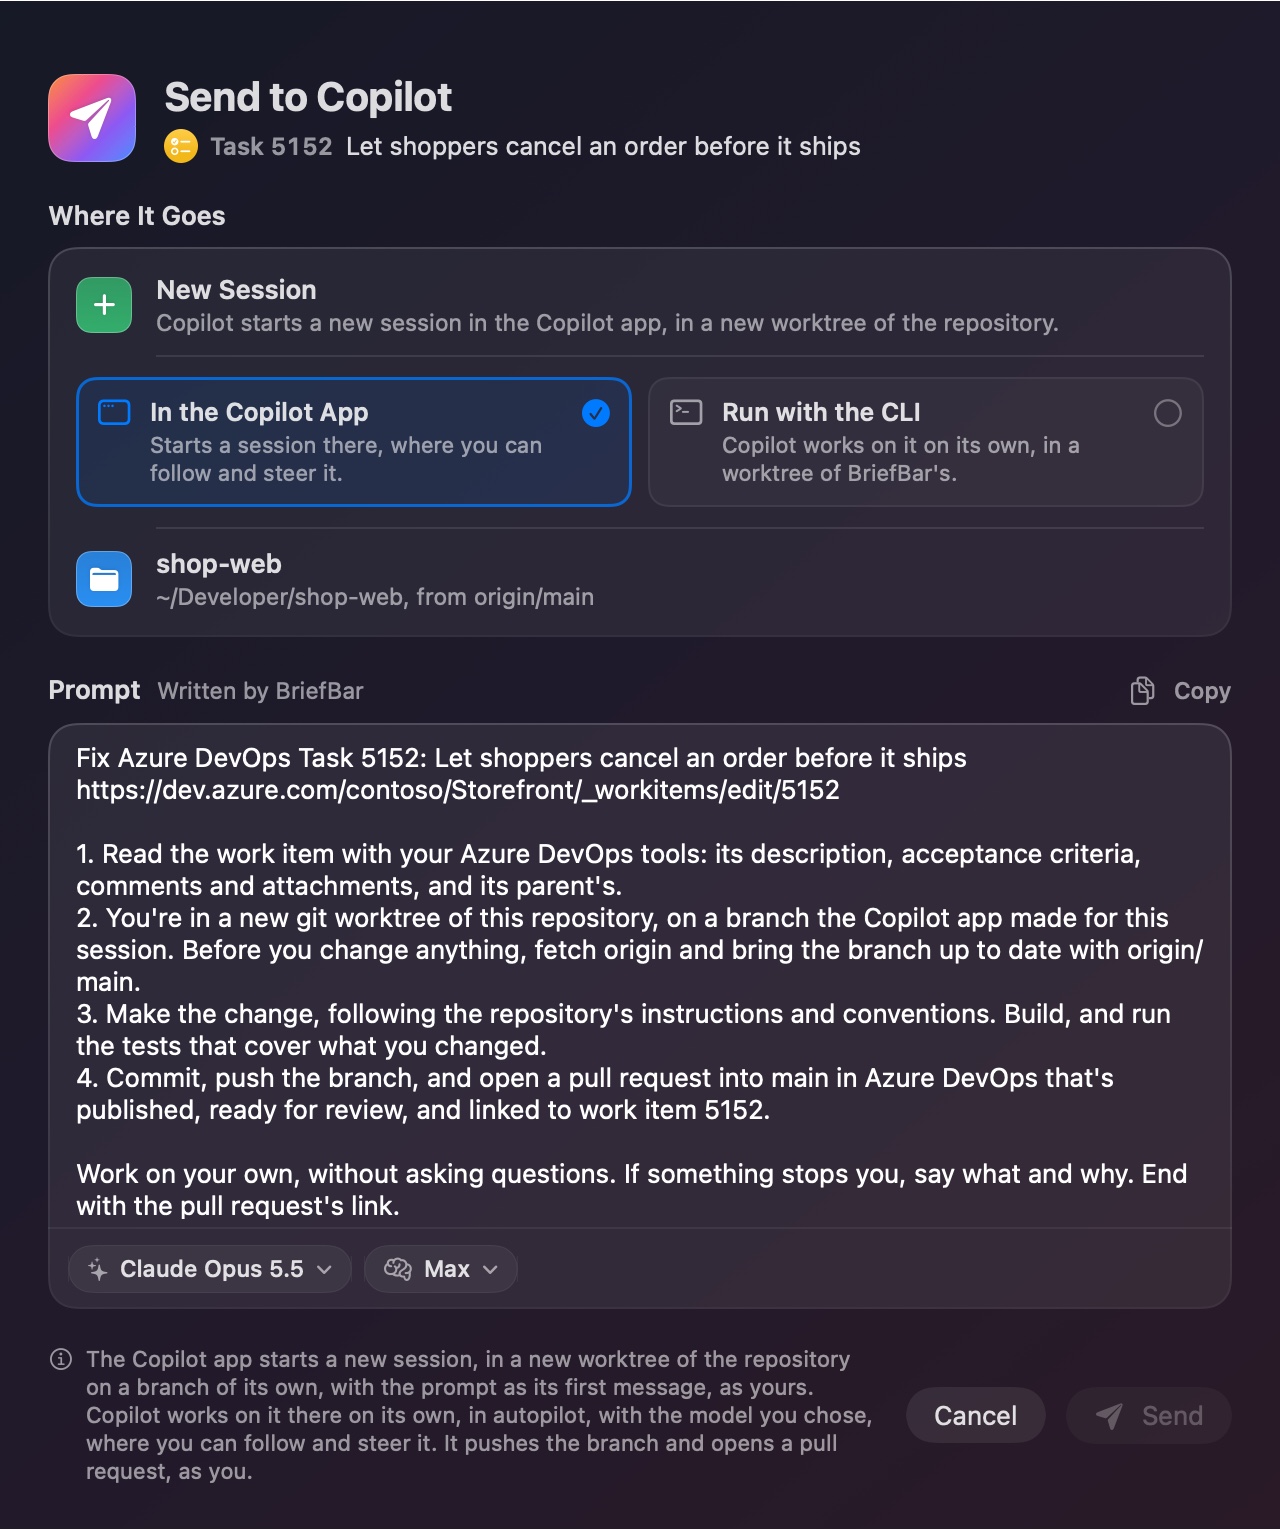 Send to Copilot
Task 5152 Let shoppers cancel an order before it ships
Where It Goes
New Session
Copilot starts a new session in the Copilot app, in a new worktree of the repository.
In the Copilot App
Starts a session there, where you can
follow and steer it.
Run with the CLI
Copilot works on it on its own, in a
worktree of BriefBar's.
shop-web
~/Developer/shop-web, from origin/main
Prompt Written by BriefBar
Copy
Fix Azure DevOps Task 5152: Let shoppers cancel an order before it ships
https://dev.azure.com/contoso/Storefront/_workitems/edit/5152
1. Read the work item with your Azure DevOps tools: its description, acceptance criteria,
comments and attachments, and its parent's.
2. You're in a new git worktree of this repository, on a branch the Copilot app made for this
session. Before you change anything, fetch origin and bring the branch up to date with origin/
main.
3. Make the change, following the repository's instructions and conventions. Build, and run
the tests that cover what you changed.
4. Commit, push the branch, and open a pull request into main in Azure DevOps that's
published, ready for review, and linked to work item 5152.
Work on your own, without asking questions. If something stops you, say what and why. End
with the pull request's link.
Claude Opus 5.5
Max
The Copilot app starts a new session, in a new worktree of the repository
on a branch of its own, with the prompt as its first message, as yours.
Copilot works on it there on its own, in autopilot, with the model you chose,
where you can follow and steer it. It pushes the branch and opens a pull
request, as you.
Cancel
Send